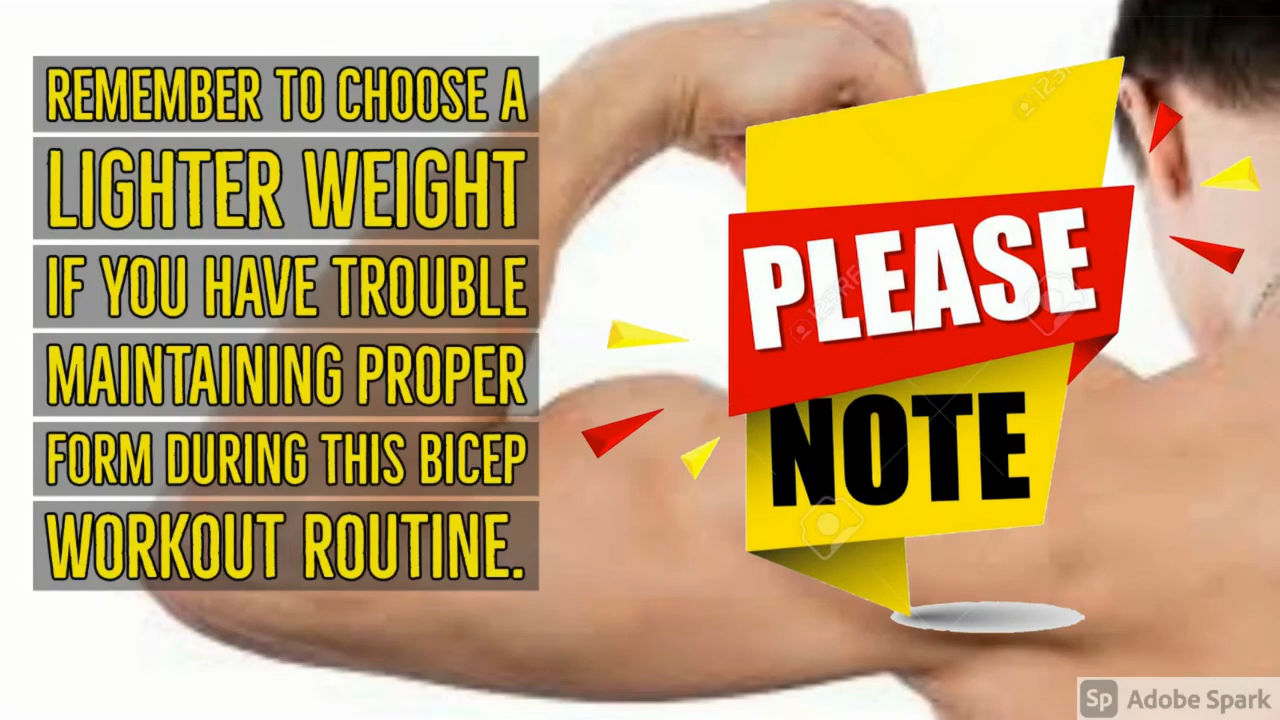 REMEMBER TO CHOOSE A
LIGHTER WEIGHT
IF YOU HAVE TROUBLE
MAINTAINING PROPER
FORM DURING THIS BICEP
WORKOUT ROUTINE.
PLEASE
NOTE
Sp Adobe Spark